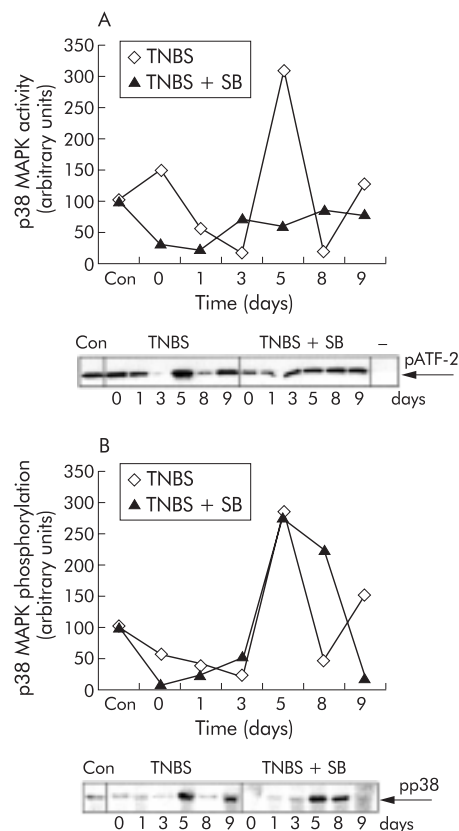 A
350
300
250
200
150
100
50
0
p38 MAPK activity
(arbitrary units)
TNBS
TNBS + SB
Con 0 1 3 5 8 9
Time (days)
Con TNBS TNBS + SB –
pATF-2
0 1 3 5 8 9 0 1 3 5 8 9 days
B
350
300
250
200
150
100
50
0
p38 MAPK phosphorylation
(arbitrary units)
TNBS
TNBS + SB
Con 0 1 3 5 8 9
Time (days)
Con TNBS TNBS + SB
pp38
0 1 3 5 8 9 0 1 3 5 8 9 days